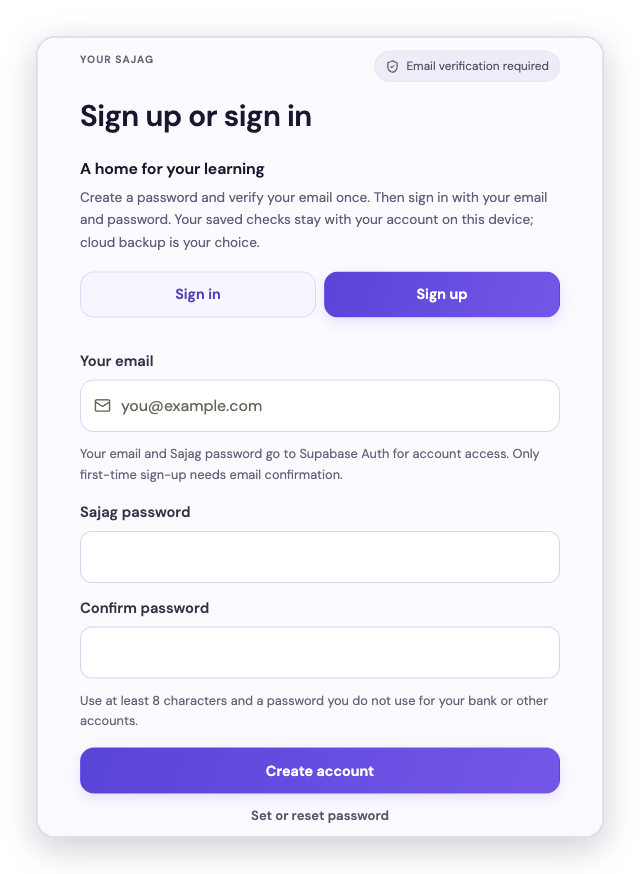 YOUR SAJAG
Email verification required
Sign up or sign in
A home for your learning
Create a password and verify your email once. Then sign in with your email
and password. Your saved checks stay with your account on this device;
cloud backup is your choice.
Sign in
Sign up
Your email
you@example.com
Your email and Sajag password go to Supabase Auth for account access. Only
first-time sign-up needs email confirmation.
Sajag password
Confirm password
Use at least 8 characters and a password you do not use for your bank or other
accounts.
Create account
Set or reset password